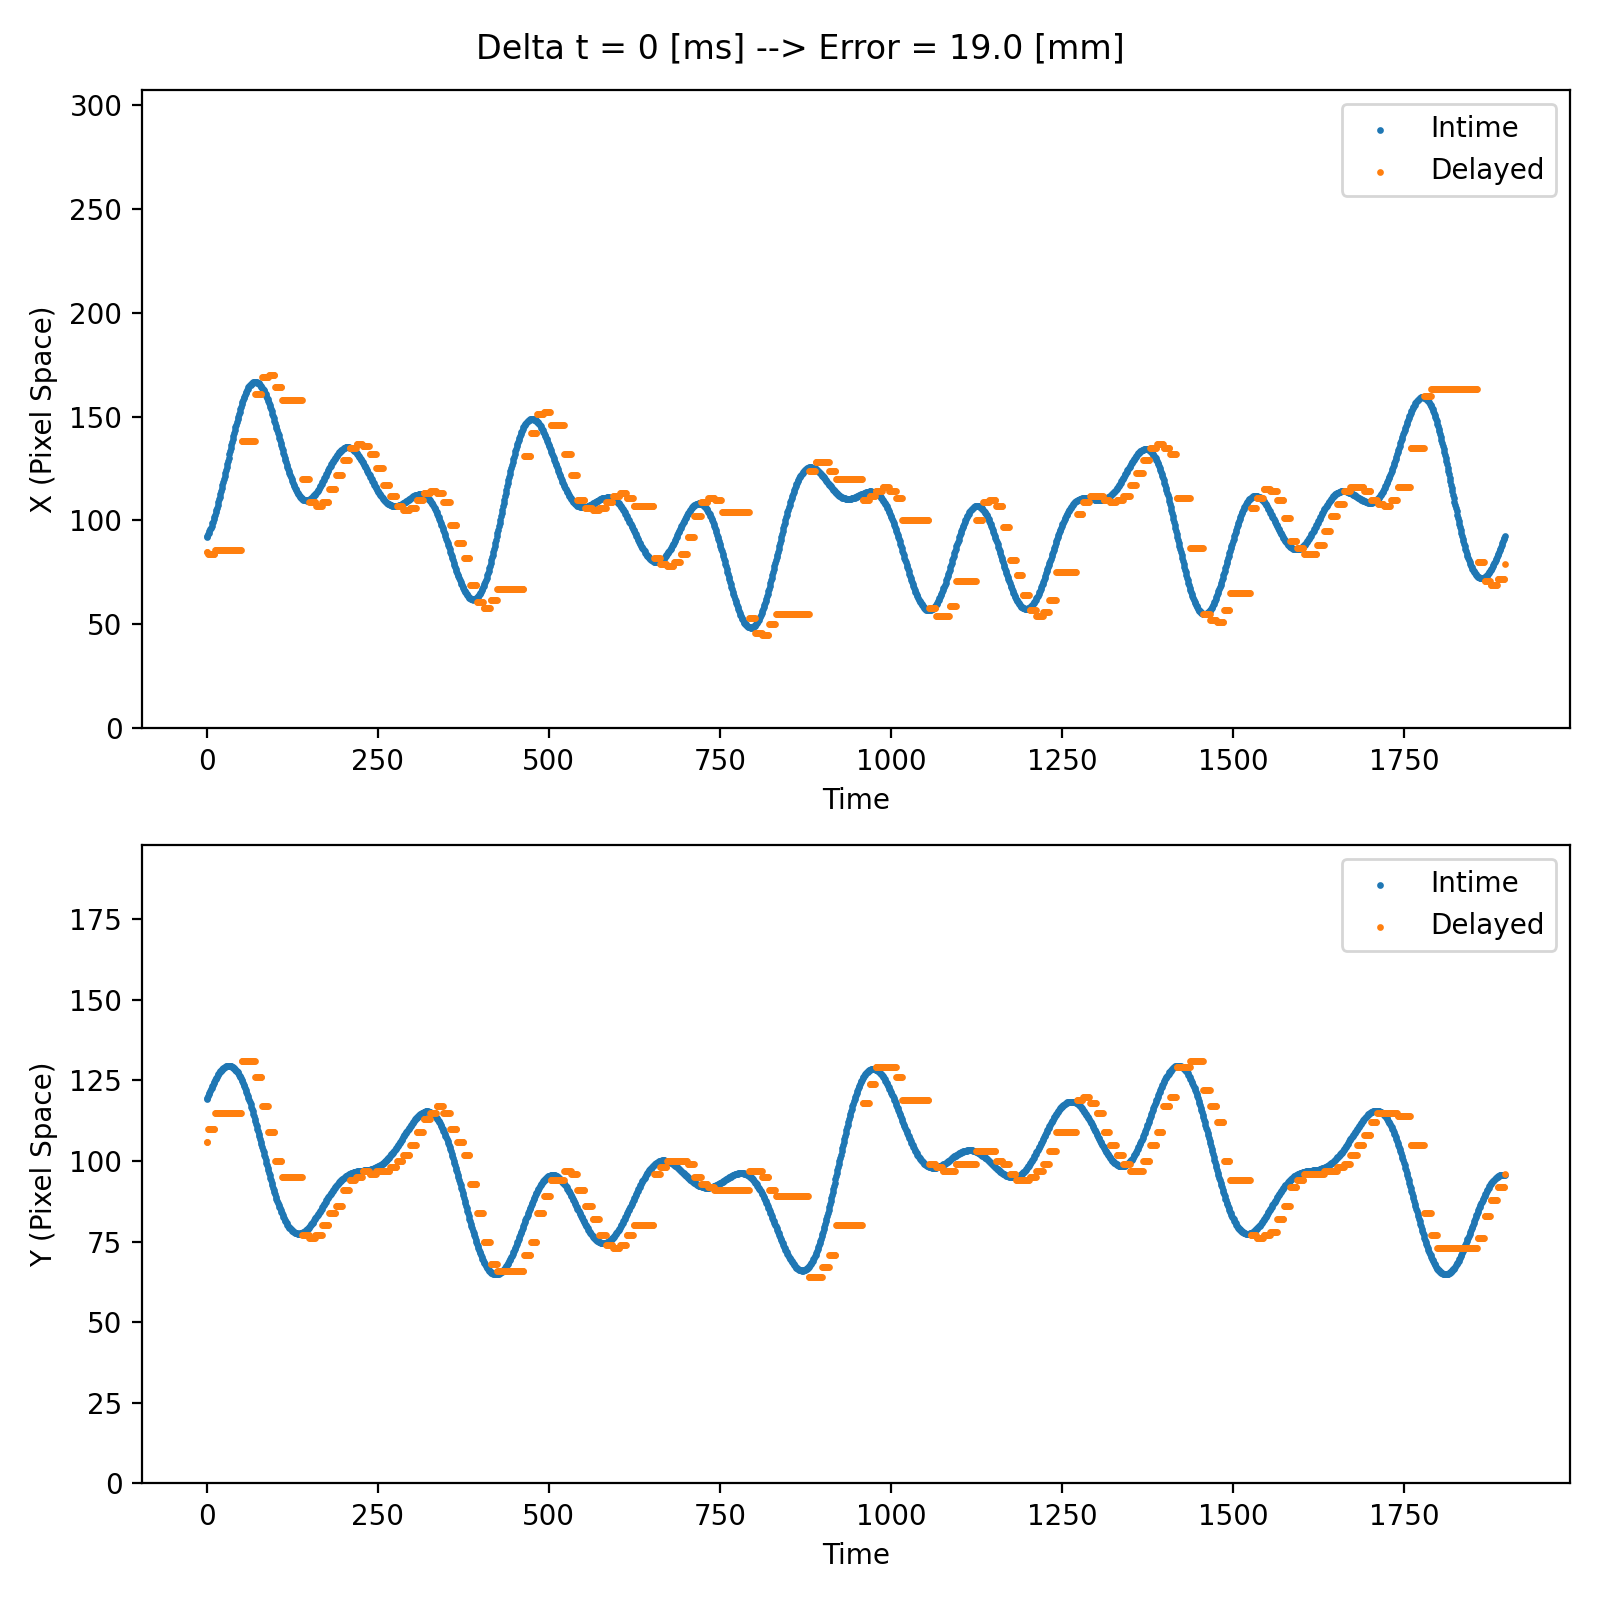 Delta t = 0 [ms] --> Error = 19.0 [mm]
300
250
200
150
100
50
0
X (Pixel Space)
Intime
Delayed
0 250 500 750 1000 1250 1500 1750
Time
175
150
125
100
75
50
25
0
Y (Pixel Space)
Intime
Delayed
0 250 500 750 1000 1250 1500 1750
Time